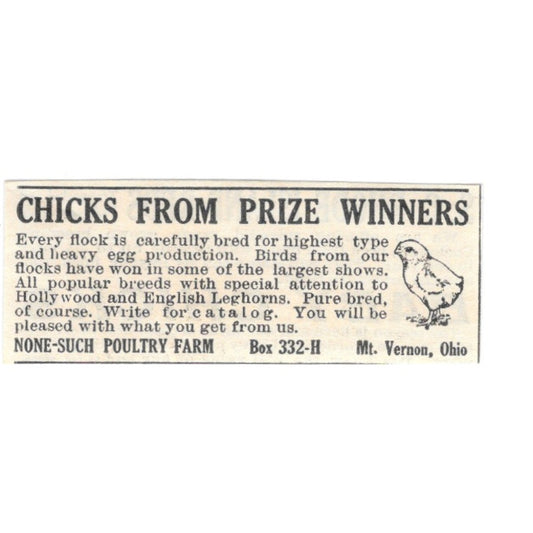 CHICKS FROM PRIZE WINNERS
Every flock is carefully bred for highest type
and heavy egg production. Birds from our
flocks have won in some of the largest shows.
All popular breeds with special attention to
Hollywood and English Leghorns. Pure bred,
of course. Write for catalog. You will be
pleased with what you get from us.
NONE-SUCH POULTRY FARM Box 332-H Mt. Vernon, Ohio